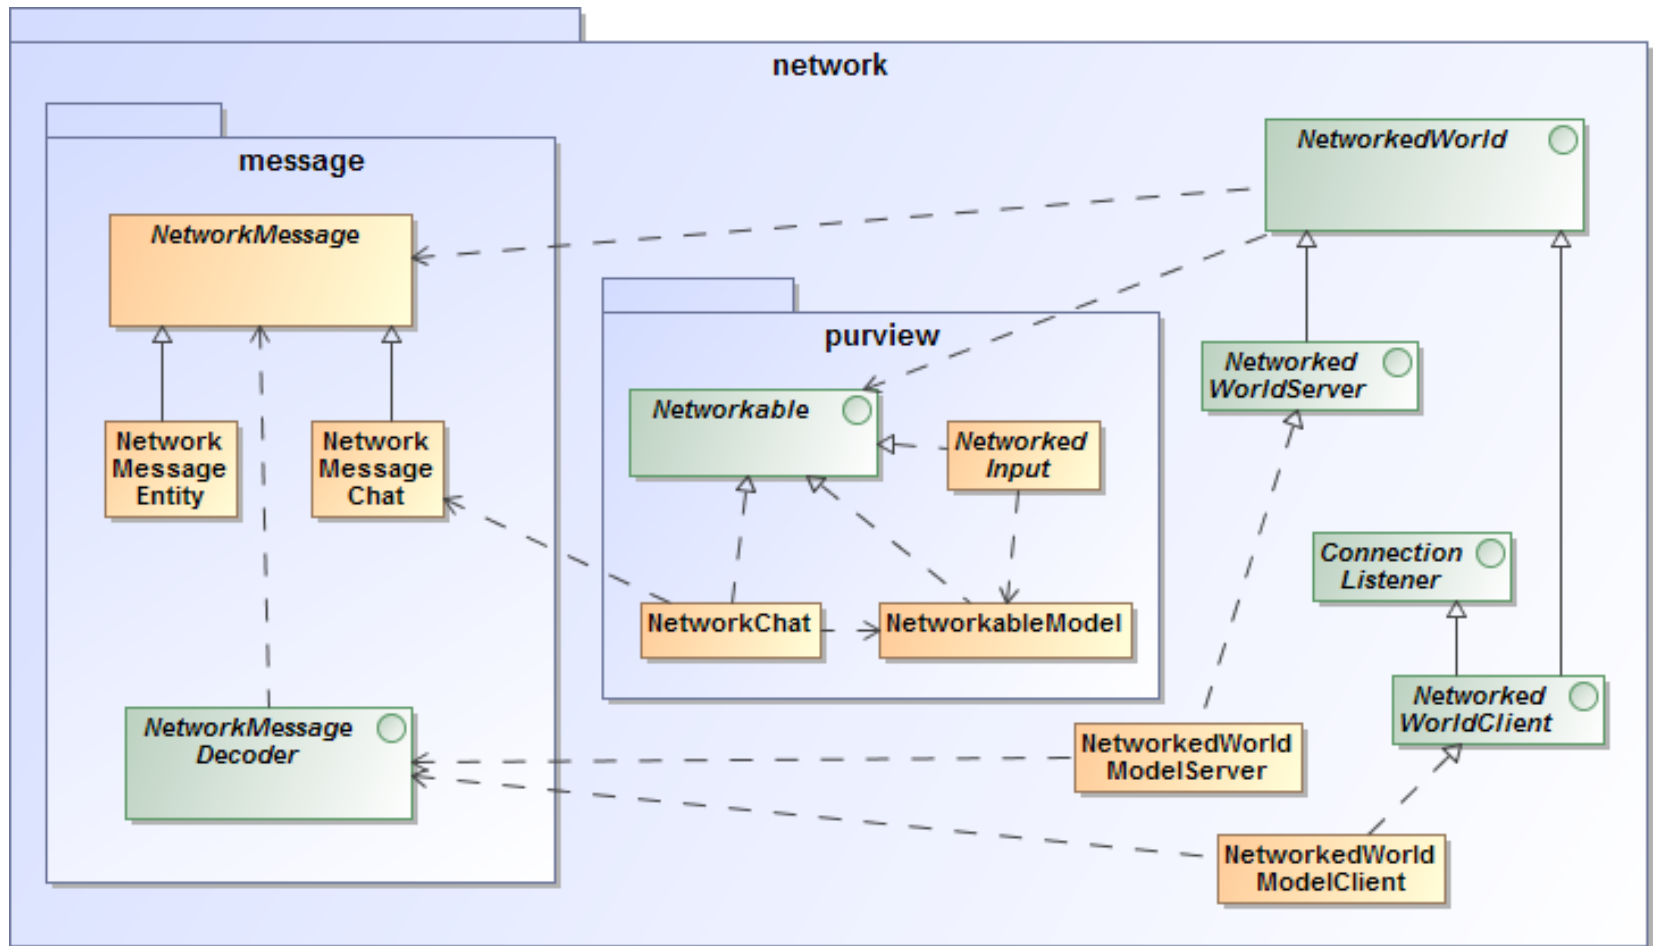 network
message
NetworkMessage
Network
Message
Entity
Network
Message
Chat
NetworkMessage
Decoder
purview
Networkable
Networked
Input
NetworkChat
NetworkableModel
NetworkedWorld
Networked
WorldServer
Connection
Listener
Networked
WorldClient
NetworkedWorld
ModelServer
NetworkedWorld
ModelClient